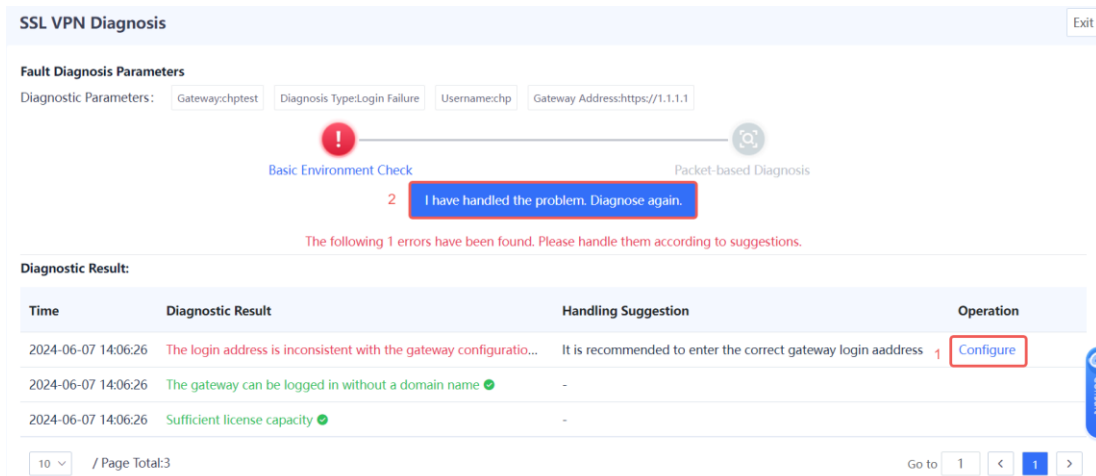 SSL VPN Diagnosis
Exit
Fault Diagnosis Parameters
Diagnostic Parameters: Gateway:chptest Diagnosis Type:Login Failure Username:chp Gateway Address:https://1.1.1.1
!
Basic Environment Check Packet-based Diagnosis
2 I have handled the problem. Diagnose again.
The following 1 errors have been found. Please handle them according to suggestions.
Diagnostic Result:
Time Diagnostic Result Handling Suggestion Operation
2024-06-07 14:06:26 The login address is inconsistent with the gateway configuratio... It is recommended to enter the correct gateway login aaddress 1 Configure
2024-06-07 14:06:26 The gateway can be logged in without a domain name -
2024-06-07 14:06:26 Sufficient license capacity -
10 / Page Total:3 Go to 1 < 1 >